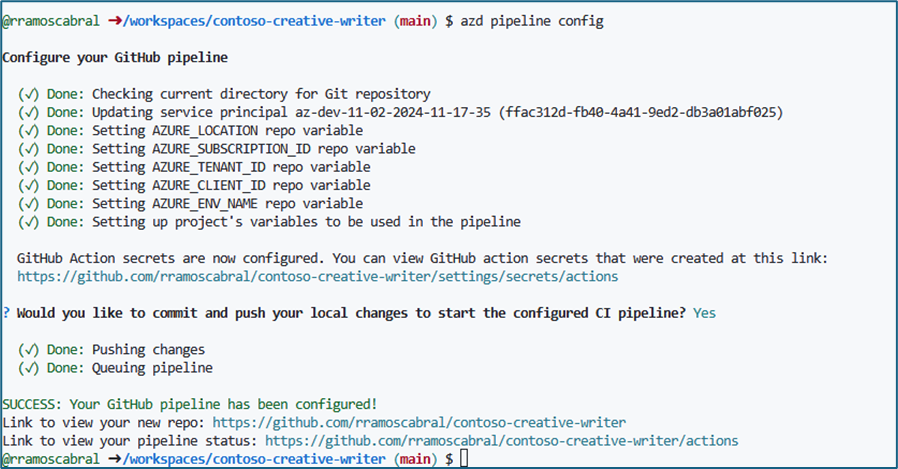 @rramoscabral ➜/workspaces/contoso-creative-writer (main) $ azd pipeline config
Configure your GitHub pipeline
(✓) Done: Checking current directory for Git repository
(✓) Done: Updating service principal az-dev-11-02-2024-11-17-35 (ffac312d-fb40-4a41-9ed2-db3a01abf025)
(✓) Done: Setting AZURE_LOCATION repo variable
(✓) Done: Setting AZURE_SUBSCRIPTION_ID repo variable
(✓) Done: Setting AZURE_TENANT_ID repo variable
(✓) Done: Setting AZURE_CLIENT_ID repo variable
(✓) Done: Setting AZURE_ENV_NAME repo variable
(✓) Done: Setting up project's variables to be used in the pipeline
GitHub Action secrets are now configured. You can view GitHub action secrets that were created at this link:
https://github.com/rramoscabral/contoso-creative-writer/settings/secrets/actions
? Would you like to commit and push your local changes to start the configured CI pipeline? Yes
(✓) Done: Pushing changes
(✓) Done: Queuing pipeline
SUCCESS: Your GitHub pipeline has been configured!
Link to view your new repo: https://github.com/rramoscabral/contoso-creative-writer
Link to view your pipeline status: https://github.com/rramoscabral/contoso-creative-writer/actions
@rramoscabral ➜/workspaces/contoso-creative-writer (main) $